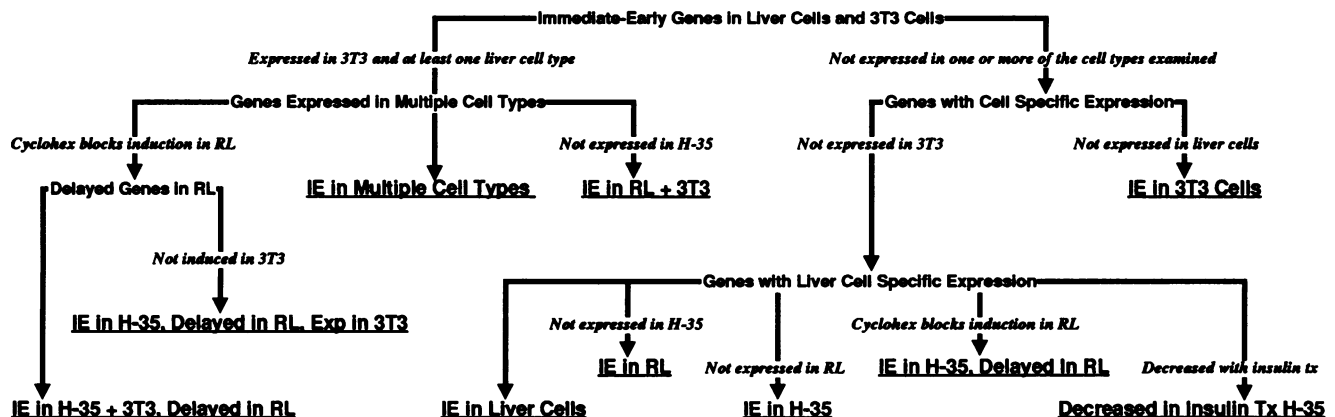 Immediate-Early Genes in Liver Cells and 3T3 Cells
Expressed in 3T3 and at least one liver cell type
Not expressed in one or more of the cell types examined
Genes Expressed in Multiple Cell Types
Genes with Cell Specific Expression
Cyclohex blocks induction in RL
Not expressed in H-35
Not expressed in 3T3
Not expressed in liver cells
Delayed Genes in RL
IE in Multiple Cell Types
IE in RL + 3T3
IE in 3T3 Cells
Not induced in 3T3
Genes with Liver Cell Specific Expression
IE in H-35, Delayed in RL, Exp in 3T3
Not expressed in H-35
Cyclohex blocks induction in RL
IE in RL
Not expressed in RL
IE in H-35, Delayed in RL
Decreased with insulin tx
IE in H-35 + 3T3, Delayed in RL
IE in Liver Cells
IE in H-35
Decreased in Insulin Tx H-35